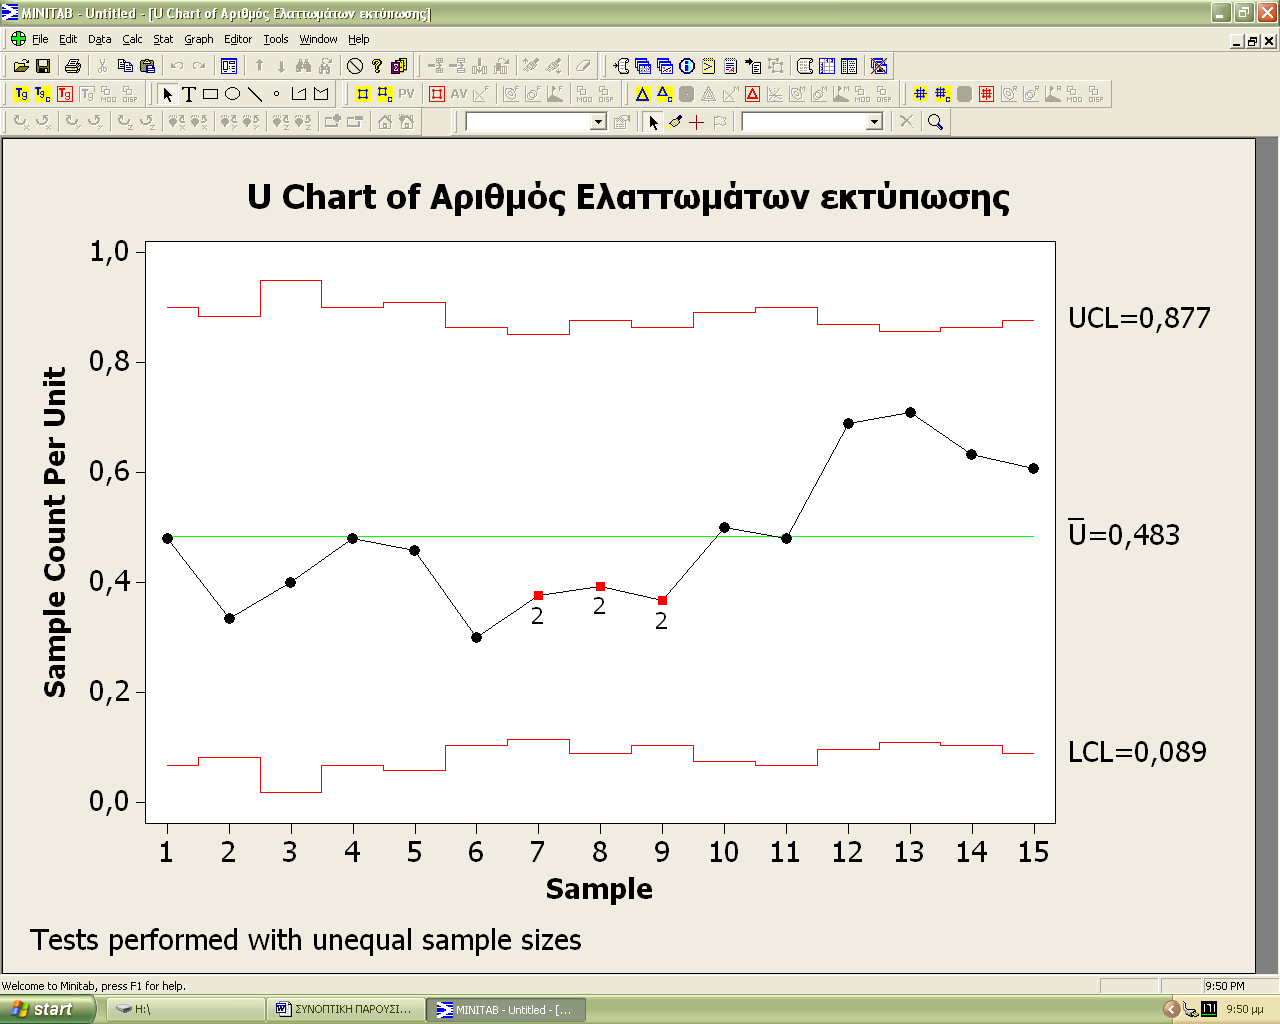 MINITAB - Untitled - [U Chart of Αριθμός Ελαττωμάτων εκτύπωσης]
File Edit Data Calc Stat Graph Editor Tools Window Help
U Chart of Αριθμός Ελαττωμάτων εκτύπωσης
1,0
0,8
0,6
0,4
0,2
0,0
Sample Count Per Unit
UCL=0,877
U̅=0,483
LCL=0,089
2
2
2
1 2 3 4 5 6 7 8 9 10 11 12 13 14 15
Sample
Tests performed with unequal sample sizes
Welcome to Minitab, press F1 for help.
9:50 PM
start
H:\
ΣΥΝΟΠΤΙΚΗ ΠΑΡΟΥΣΙ...
MINITAB - Untitled - [...
9:50 μμ